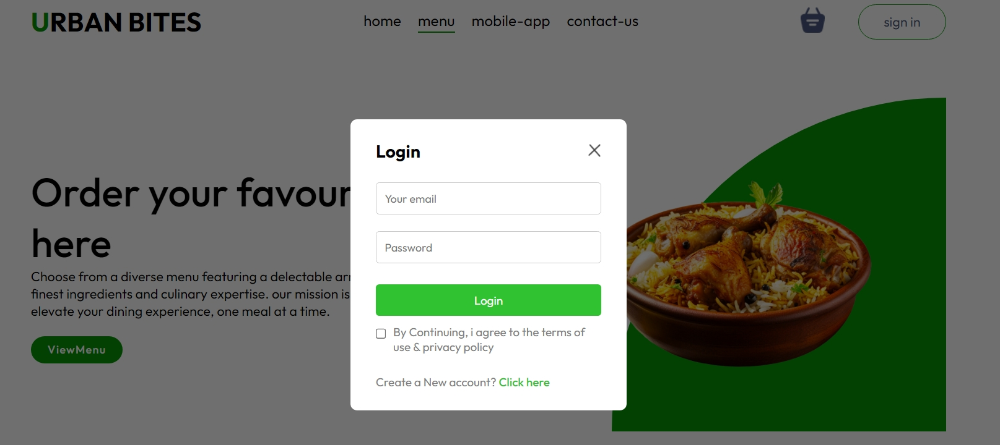 URBAN BITES
home menu mobile-app contact-us
sign in
Login
Your email
Password
Login
By Continuing, i agree to the terms of
use & privacy policy
Create a New account? Click here
Order your favour
here
Choose from a diverse menu featuring a delectable
finest ingredients and culinary expertise. our mission is
elevate your dining experience, one meal at a time.
ViewMenu